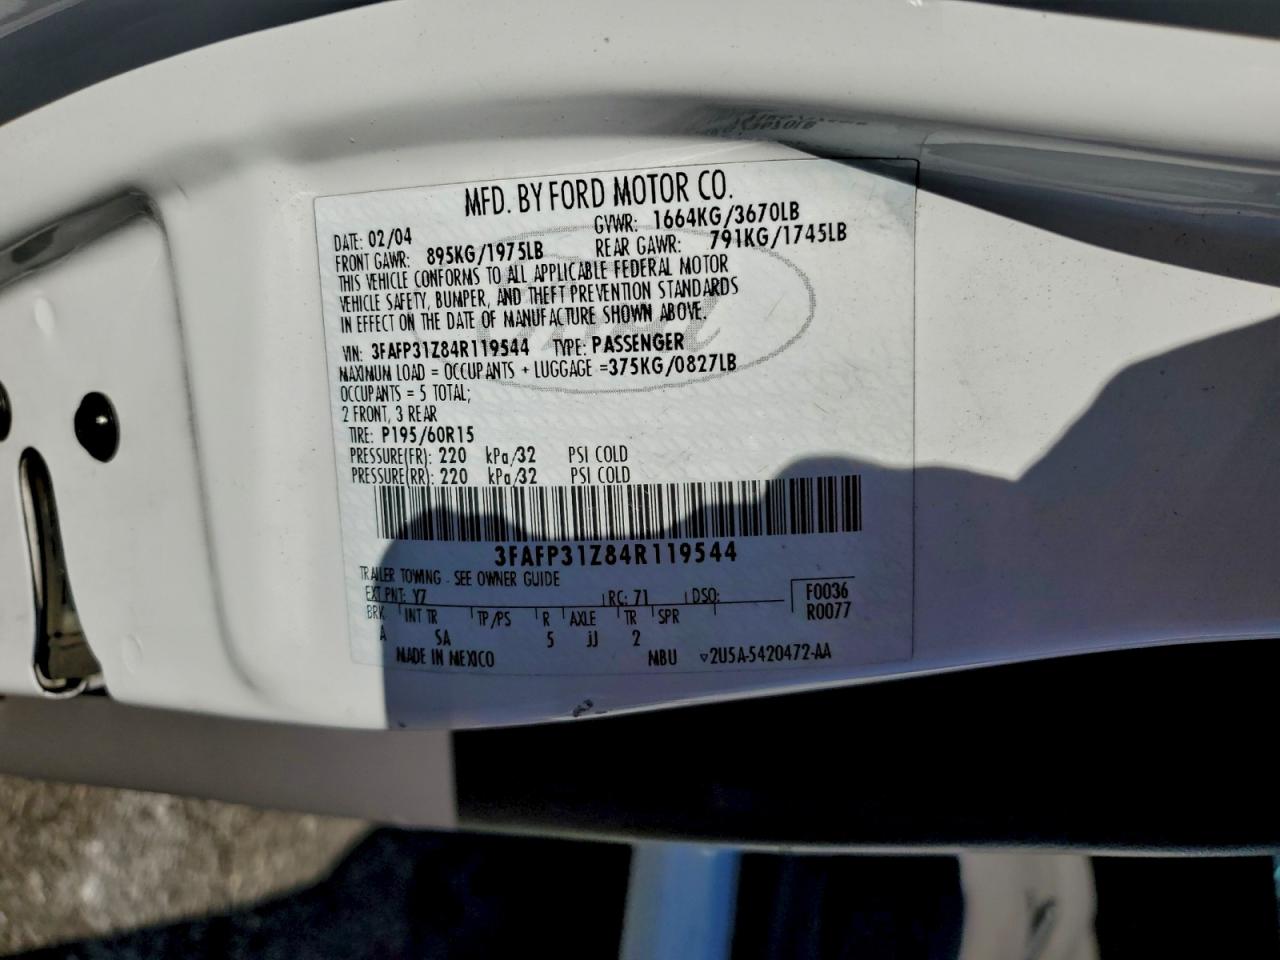 MFD. BY FORD MOTOR CO.
DATE: 02/04 GVWR: 1664KG/3670LB
FRONT GAWR: 895KG/1975LB REAR GAWR: 791KG/1745LB
THIS VEHICLE CONFORMS TO ALL APPLICABLE FEDERAL MOTOR
VEHICLE SAFETY, BUMPER, AND THEFT PREVENTION STANDARDS
IN EFFECT ON THE DATE OF MANUFACTURE SHOWN ABOVE.
VIN: 3FAFP31Z84R119544 TYPE: PASSENGER
MAXIMUM LOAD = OCCUPANTS + LUGGAGE =375KG/0827LB
OCCUPANTS = 5 TOTAL;
2 FRONT, 3 REAR
TIRE: P195/60R15
PRESSURE(FR): 220 kPa/32 PSI COLD
PRESSURE(RR): 220 kPa/32 PSI COLD
3FAFP31Z84R119544
TRAILER TOWING - SEE OWNER GUIDE
EXT PNT: YZ RC: 71 DSO: F0036
BRK INT TR TP/PS R AXLE TR SPR R0077
A SA 5 JJ 2
MADE IN MEXICO MBU ▽2U5A-5420472-AA